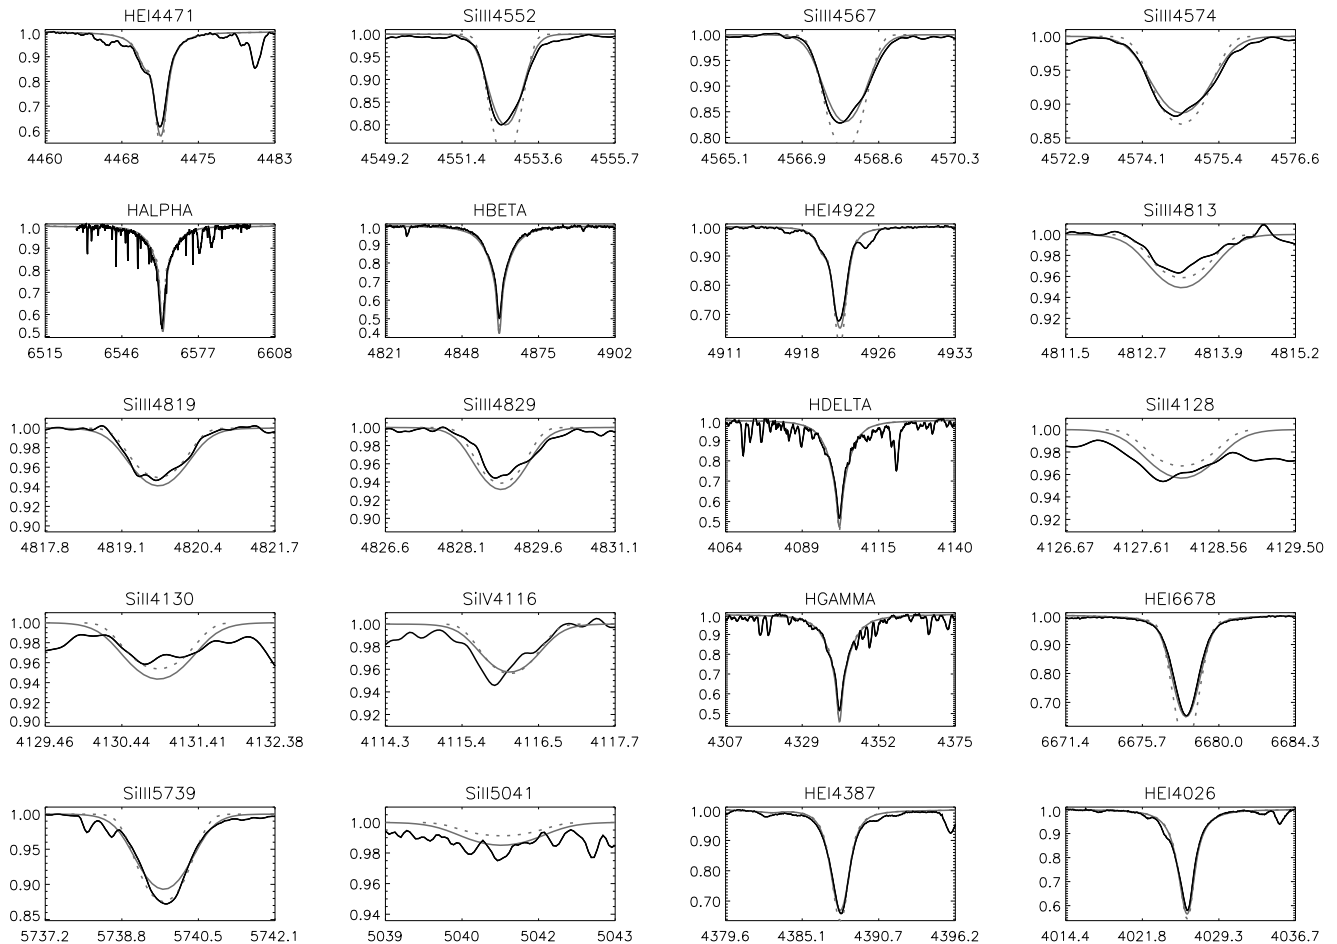 HEI4471
1.0
0.9
0.8
0.7
0.6
4460 4468 4475 4483
SiIII4552
1.00
0.95
0.90
0.85
0.80
4549.2 4551.4 4553.6 4555.7
SiIII4567
1.00
0.95
0.90
0.85
0.80
4565.1 4566.9 4568.6 4570.3
SiIII4574
1.00
0.95
0.90
0.85
4572.9 4574.1 4575.4 4576.6
HALPHA
1.0
0.9
0.8
0.7
0.6
0.5
6515 6546 6577 6608
HBETA
1.0
0.9
0.8
0.7
0.6
0.5
0.4
4821 4848 4875 4902
HEI4922
1.00
0.90
0.80
0.70
4911 4918 4926 4933
SiIII4813
1.00
0.98
0.96
0.94
0.92
4811.5 4812.7 4813.9 4815.2
SiIII4819
1.00
0.98
0.96
0.94
0.92
0.90
4817.8 4819.1 4820.4 4821.7
SiIII4829
1.00
0.98
0.96
0.94
0.92
0.90
4826.6 4828.1 4829.6 4831.1
HDELTA
1.0
0.9
0.8
0.7
0.6
0.5
4064 4089 4115 4140
SiII4128
1.00
0.98
0.96
0.94
0.92
4126.67 4127.61 4128.56 4129.50
SiII4130
1.00
0.98
0.96
0.94
0.92
0.90
4129.46 4130.44 4131.41 4132.38
SiIV4116
1.00
0.98
0.96
0.94
0.92
4114.3 4115.4 4116.5 4117.7
HGAMMA
1.0
0.9
0.8
0.7
0.6
0.5
4307 4329 4352 4375
HEI6678
1.00
0.90
0.80
0.70
6671.4 6675.7 6680.0 6684.3
SiIII5739
1.00
0.95
0.90
0.85
5737.2 5738.8 5740.5 5742.1
SiII5041
1.00
0.98
0.96
0.94
5039 5040 5042 5043
HEI4387
1.00
0.90
0.80
0.70
4379.6 4385.1 4390.7 4396.2
HEI4026
1.0
0.9
0.8
0.7
0.6
4014.4 4021.8 4029.3 4036.7